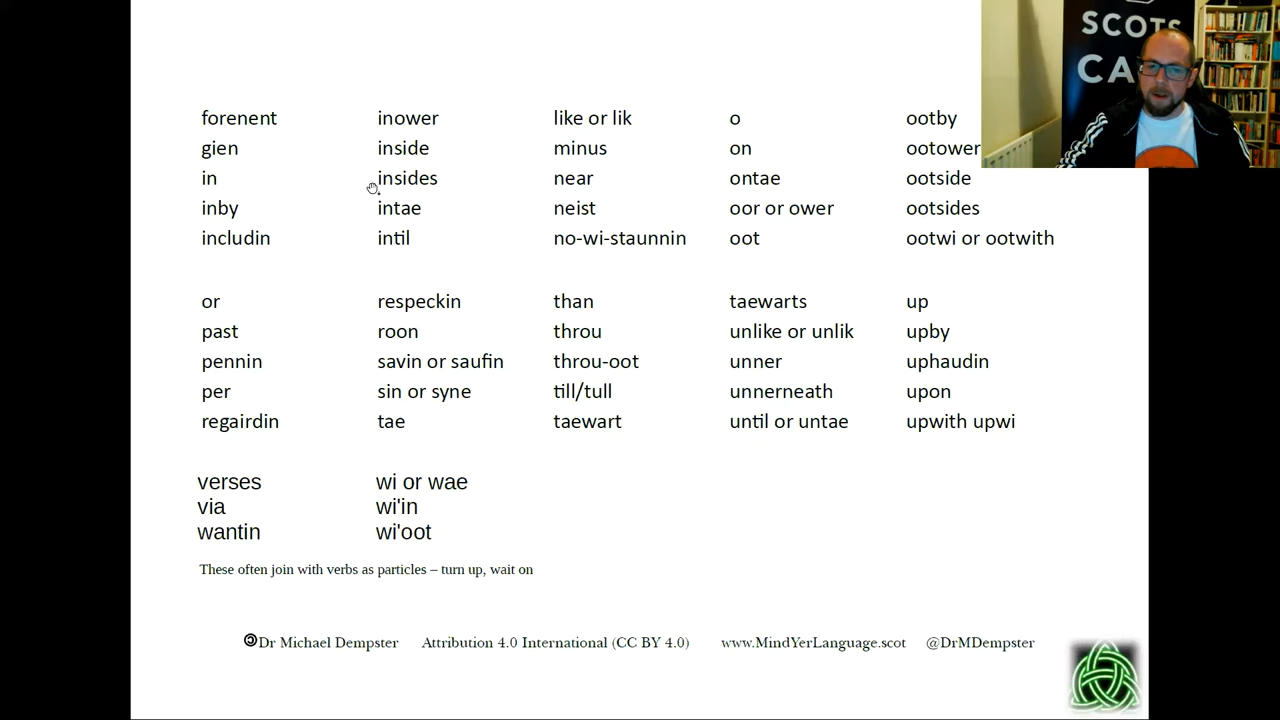 SCOTS
CA
forenent inower like or lik o ootby
gien inside minus on ootower
in insides near ontae ootside
inby intae neist oor or ower ootsides
includin intil no-wi-staunnin oot ootwi or ootwith
or respeckin than taewarts up
past roon throu unlike or unlik upby
pennin savin or saufin throu-oot unner uphaudin
per sin or syne till/tull unnerneath upon
regairdin tae taewart until or untae upwith upwi
verses wi or wae
via wi'in
wantin wi'oot
These often join with verbs as particles – turn up, wait on
Dr Michael Dempster Attribution 4.0 International (CC BY 4.0) www.MindYerLanguage.scot @DrMDempster